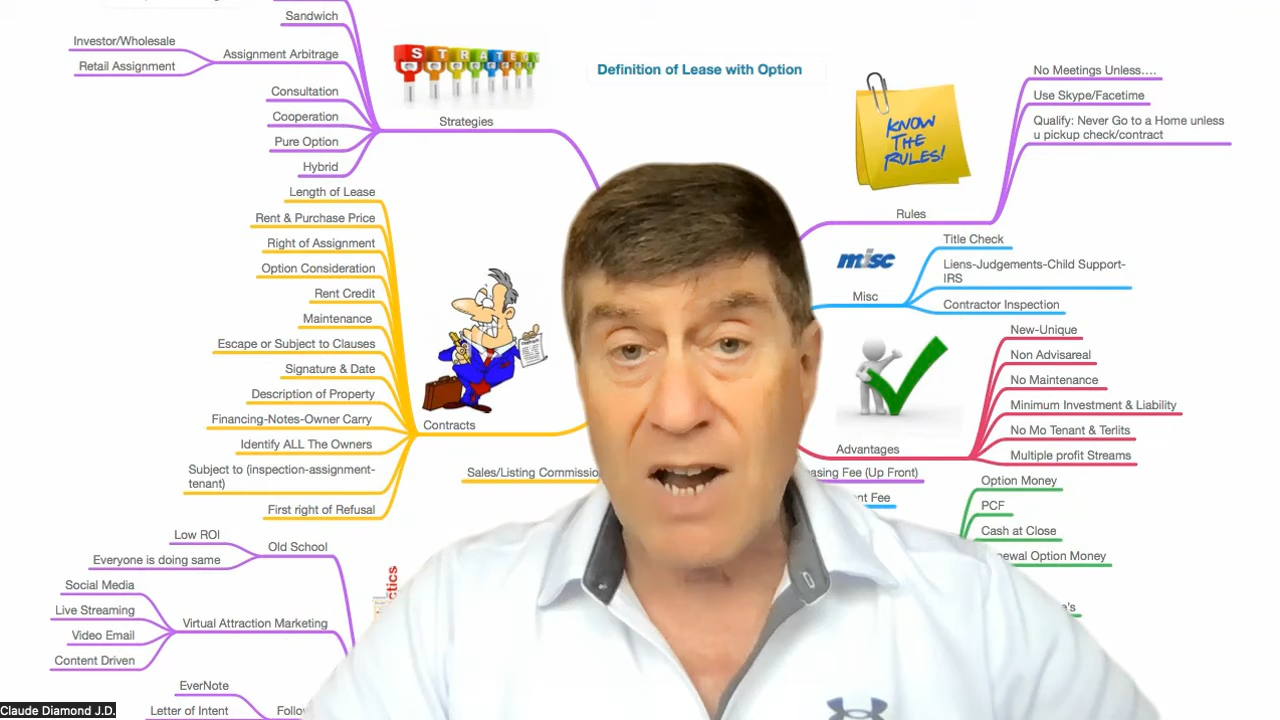 Sandwich
Investor/Wholesale
Retail Assignment
Assignment Arbitrage
Consultation
Cooperation
Pure Option
Hybrid
STRATEGY
Strategies
Definition of Lease with Option
KNOW
THE
RULES!
No Meetings Unless....
Use Skype/Facetime
Qualify: Never Go to a Home unless
u pickup check/contract
Rules
Length of Lease
Rent & Purchase Price
Right of Assignment
Option Consideration
Rent Credit
Maintenance
Escape or Subject to Clauses
Signature & Date
Description of Property
Financing-Notes-Owner Carry
Identify ALL The Owners
Subject to (inspection-assignment-
tenant)
First right of Refusal
Contracts
misc
Misc
Title Check
Liens-Judgements-Child Support-
IRS
Contractor Inspection
New-Unique
Non Advisareal
No Maintenance
Minimum Investment & Liability
No Mo Tenant & Terlits
Multiple profit Streams
Advantages
Sales/Listing Commissio
easing Fee (Up Front)
nt Fee
Option Money
PCF
Cash at Close
enewal Option Money
's
Low ROI
Everyone is doing same
Old School
Social Media
Live Streaming
Video Email
Content Driven
Virtual Attraction Marketing
ctics
EverNote
Letter of Intent
Follow
Claude Diamond J.D.